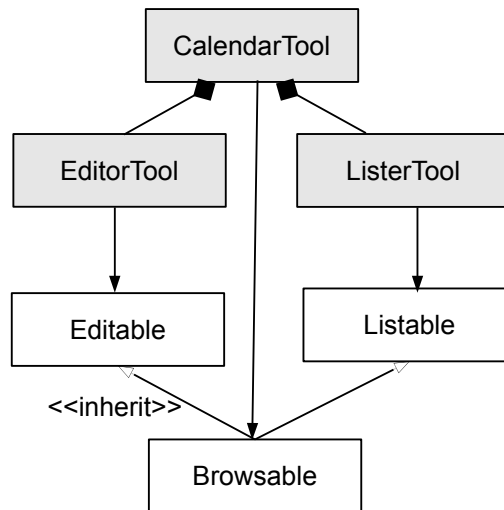 CalendarTool
EditorTool
ListerTool
Editable
Listable
<<inherit>>
Browsable